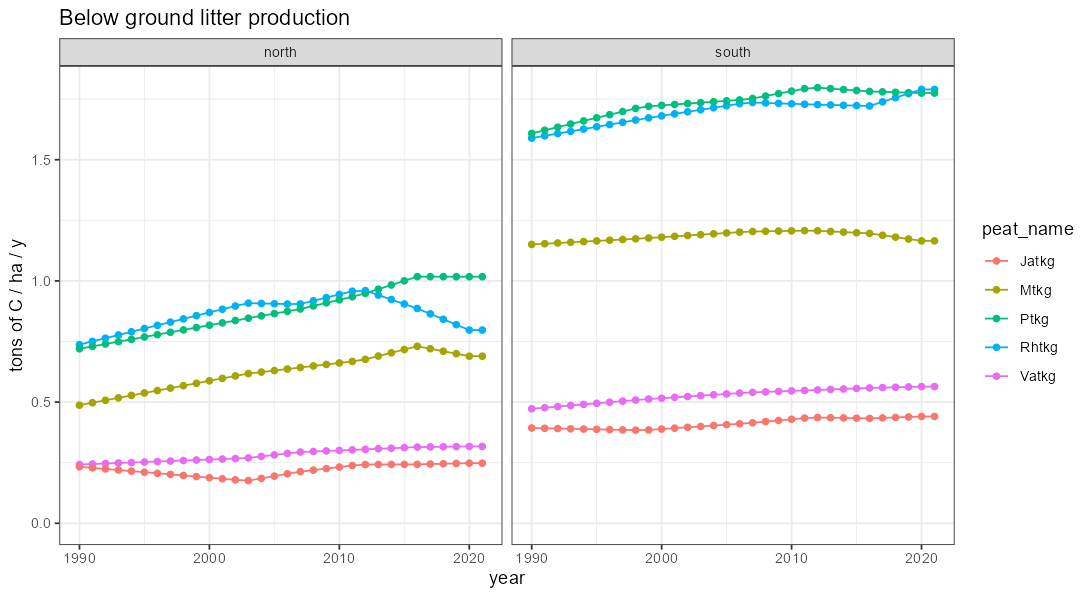 Below ground litter production
north
south
tons of C / ha / y
1.5
1.0
0.5
0.0
1990 2000 2010 2020
1990 2000 2010 2020
year
peat_name
Jatkg
Mtkg
Ptkg
Rhtkg
Vatkg